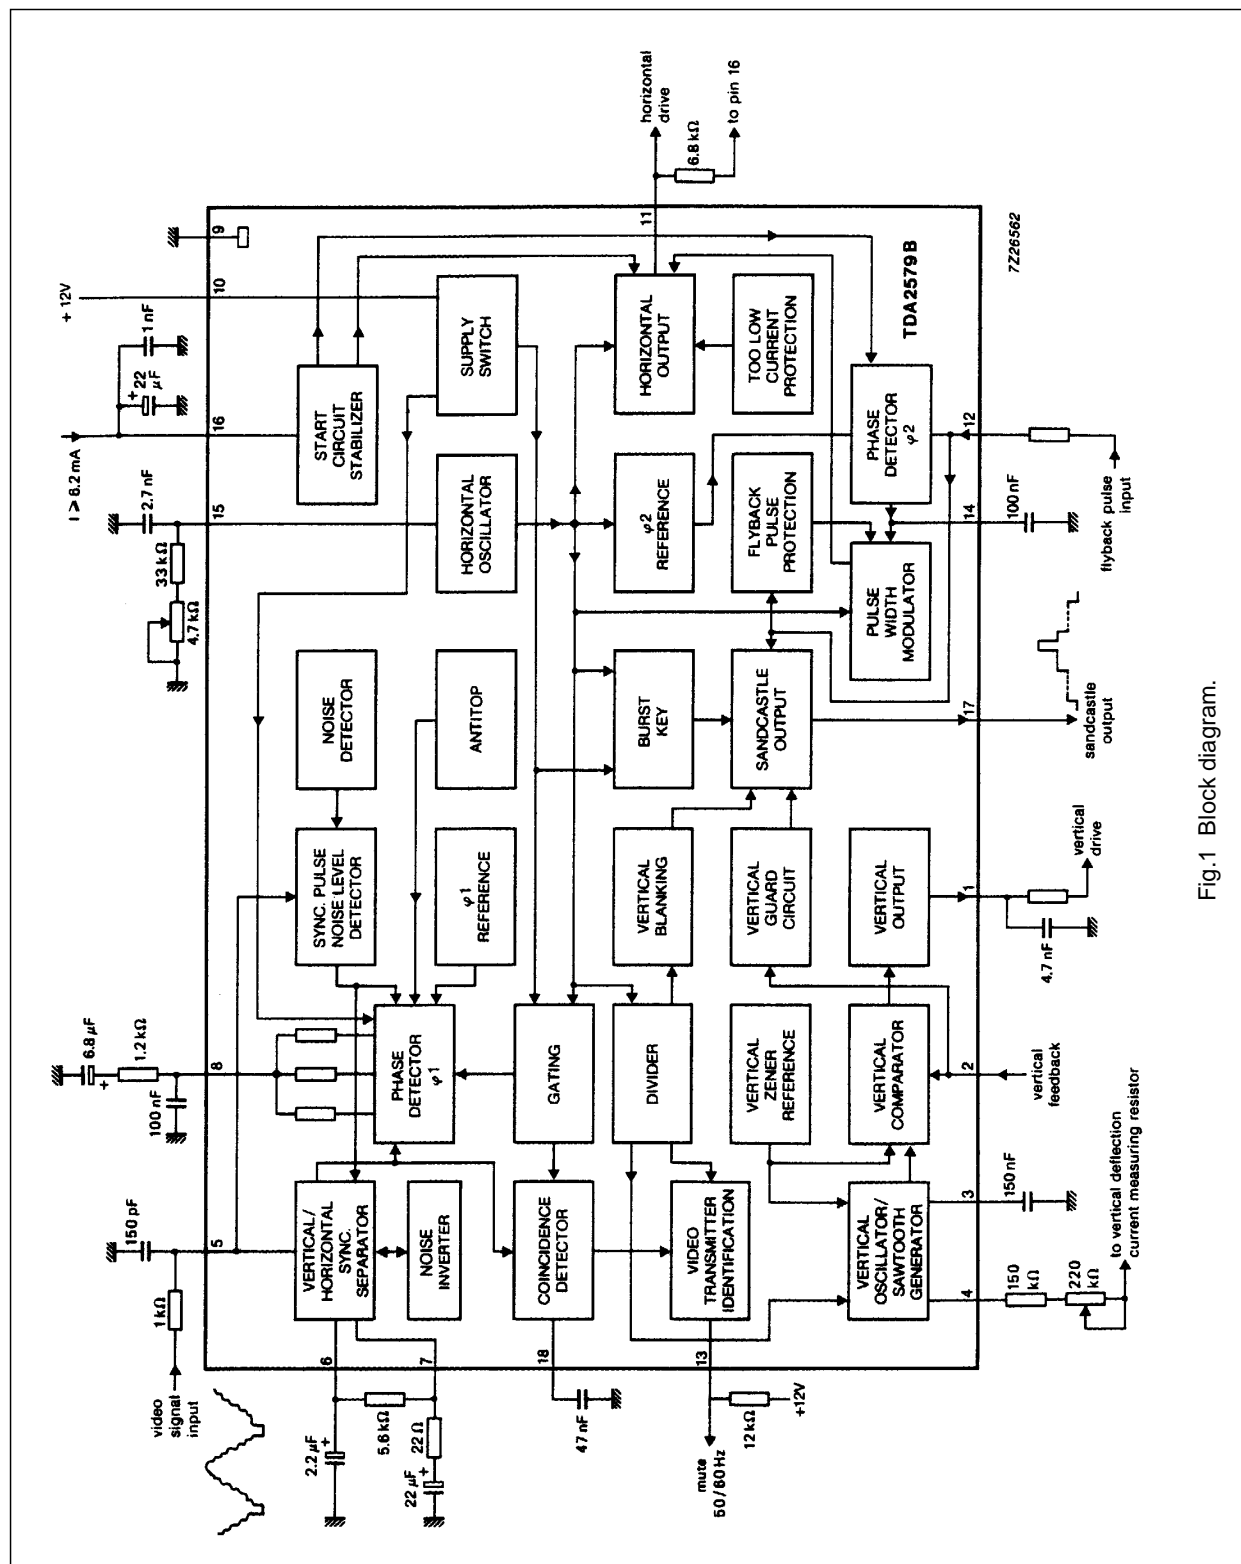 video
signal
input
1 kΩ
150 pF
5
100 nF
1.2 kΩ
6.8 µF
+
8
4.7 kΩ
33 kΩ
2.7 nF
15
I > 6.2 mA
16
+ 22
µF
1 nF
+ 12V
10
9
2.2 µF
+
6
5.6 kΩ
7
22 Ω
22 µF
+
VERTICAL/
HORIZONTAL
SYNC.
SEPARATOR
NOISE
INVERTER
PHASE
DETECTOR
φ1
SYNC. PULSE
NOISE LEVEL
DETECTOR
φ1
REFERENCE
NOISE
DETECTOR
ANTITOP
HORIZONTAL
OSCILLATOR
START
CIRCUIT
STABILIZER
SUPPLY
SWITCH
18
47 nF
COINCIDENCE
DETECTOR
GATING
13
mute
50/60 Hz
12 kΩ
+12V
VIDEO
TRANSMITTER
IDENTIFICATION
DIVIDER
VERTICAL
BLANKING
BURST
KEY
φ2
REFERENCE
HORIZONTAL
OUTPUT
11
horizontal
drive
6.8 kΩ
to pin 16
VERTICAL
ZENER
REFERENCE
VERTICAL
GUARD
CIRCUIT
SANDCASTLE
OUTPUT
FLYBACK
PULSE
PROTECTION
TOO LOW
CURRENT
PROTECTION
VERTICAL
OSCILLATOR/
SAWTOOTH
GENERATOR
VERTICAL
COMPARATOR
VERTICAL
OUTPUT
PULSE
WIDTH
MODULATOR
PHASE
DETECTOR
φ2
TDA2579B
4
150
kΩ
220
kΩ
3
150 nF
to vertical deflection
current measuring resistor
2
vertical
feedback
1
4.7 nF
vertical
drive
17
sandcastle
output
14
100 nF
12
flyback pulse
input
7Z26562
Fig.1 Block diagram.